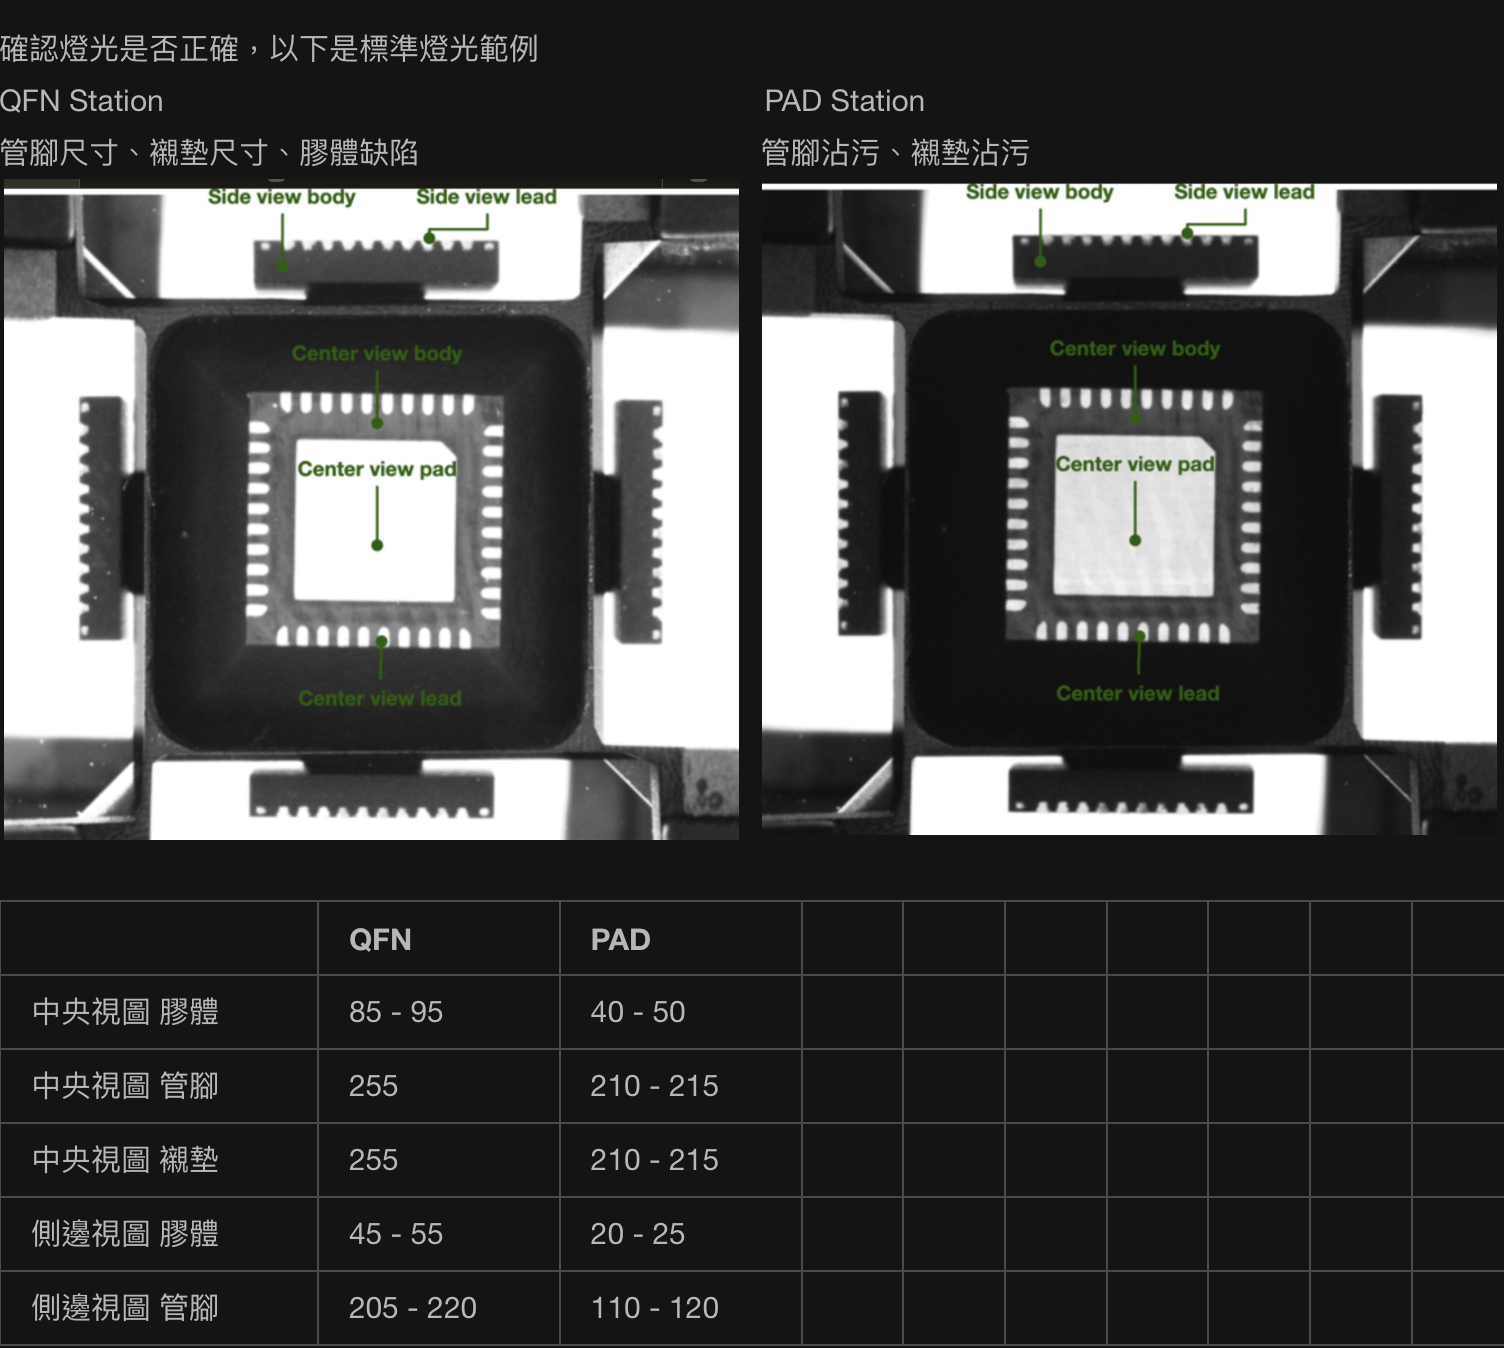 確認燈光是否正確，以下是標準燈光範例
QFN Station
管腳尺寸、襯墊尺寸、膠體缺陷
Side view body
Side view lead
Center view body
Center view pad
Center view lead
PAD Station
管腳沾污、襯墊沾污
Side view body
Side view lead
Center view body
Center view pad
Center view lead
QFN PAD
中央視圖 膠體 85 - 95 40 - 50
中央視圖 管腳 255 210 - 215
中央視圖 襯墊 255 210 - 215
側邊視圖 膠體 45 - 55 20 - 25
側邊視圖 管腳 205 - 220 110 - 120